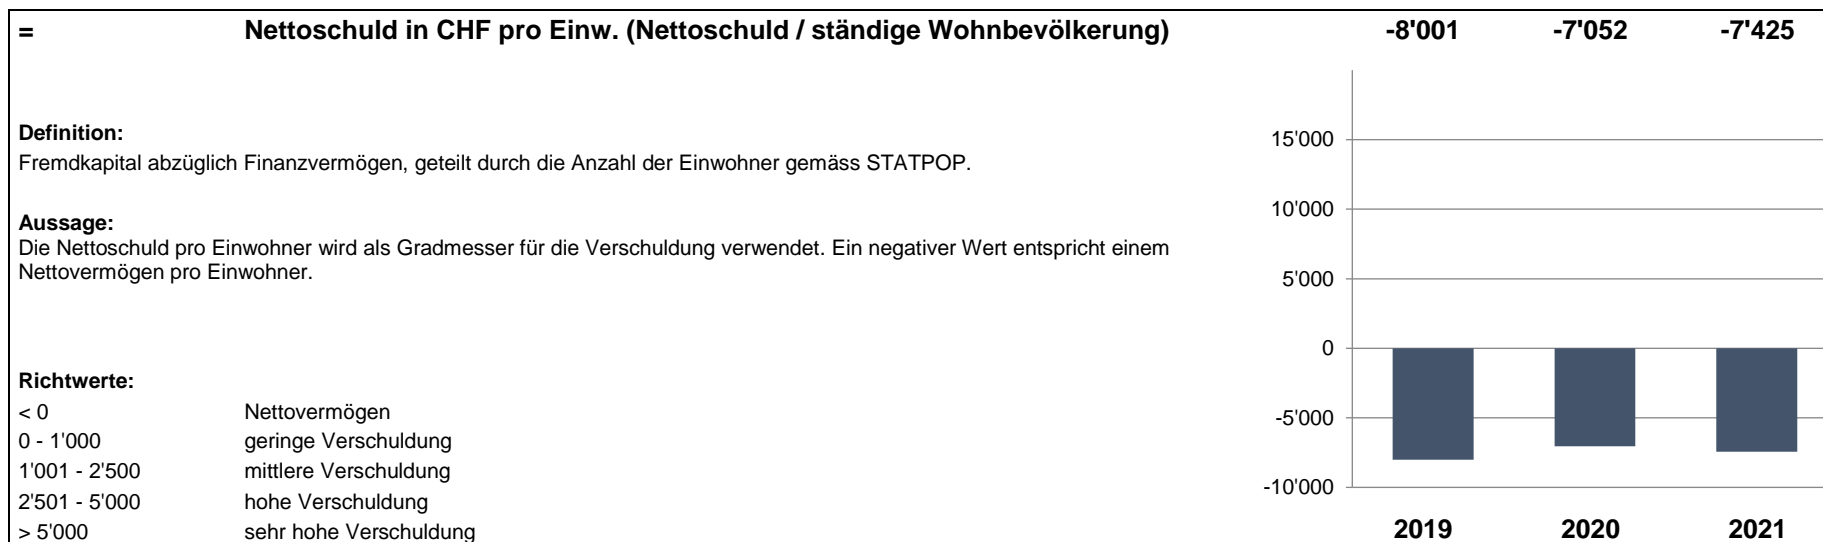 = Nettoschuld in CHF pro Einw. (Nettoschuld / ständige Wohnbevölkerung) -8'001 -7'052 -7'425
Definition:
Fremdkapital abzüglich Finanzvermögen, geteilt durch die Anzahl der Einwohner gemäss STATPOP.
Aussage:
Die Nettoschuld pro Einwohner wird als Gradmesser für die Verschuldung verwendet. Ein negativer Wert entspricht einem
Nettovermögen pro Einwohner.
Richtwerte:
< 0 Nettovermögen
0 - 1'000 geringe Verschuldung
1'001 - 2'500 mittlere Verschuldung
2'501 - 5'000 hohe Verschuldung
> 5'000 sehr hohe Verschuldung
15'000
10'000
5'000
0
-5'000
-10'000
2019 2020 2021